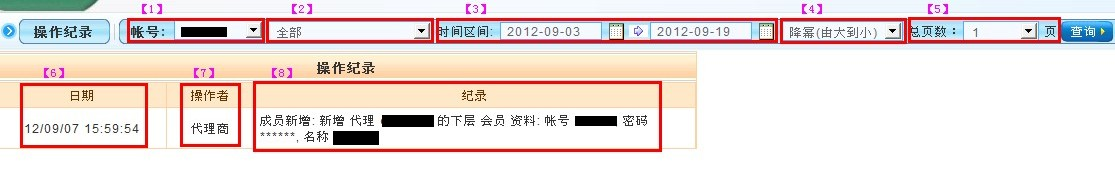 【1】 【2】 【3】 【4】 【5】
操作纪录 帐号： 全部 时间区间: 2012-09-03 2012-09-19 降幂(由大到小) 总页数： 1 页 查询
【6】 【7】 【8】 操作纪录
日期 操作者 纪录
12/09/07 15:59:54 代理商 成员新增: 新增 代理 ( 的下层 会员 资料: 帐号 密码
******, 名称